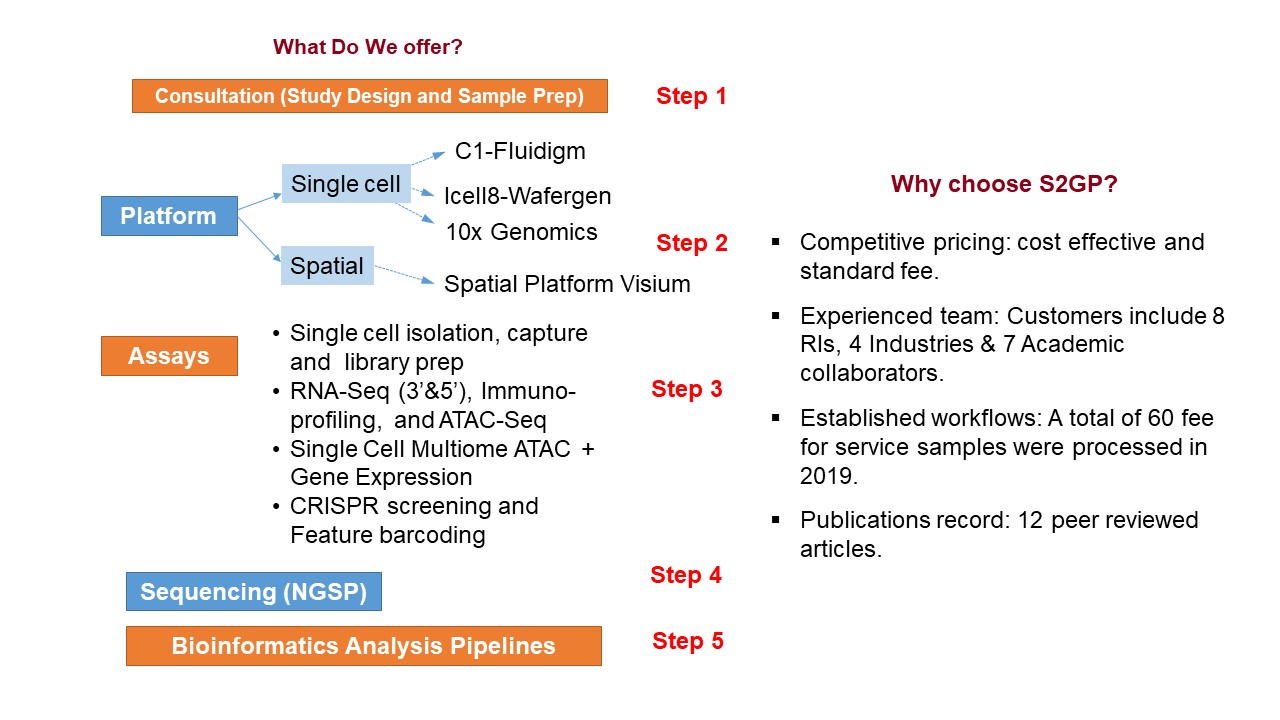 What Do We offer?
Consultation (Study Design and Sample Prep)
Step 1
Platform
Single cell
C1-Fluidigm
Icell8-Wafergen
10x Genomics
Spatial
Spatial Platform Visium
Step 2
Assays
• Single cell isolation, capture
and library prep
• RNA-Seq (3’&5’), Immuno-
profiling, and ATAC-Seq
• Single Cell Multiome ATAC +
Gene Expression
• CRISPR screening and
Feature barcoding
Step 3
Sequencing (NGSP)
Step 4
Bioinformatics Analysis Pipelines
Step 5
Why choose S2GP?
▪ Competitive pricing: cost effective and
standard fee.
▪ Experienced team: Customers include 8
RIs, 4 Industries & 7 Academic
collaborators.
▪ Established workflows: A total of 60 fee
for service samples were processed in
2019.
▪ Publications record: 12 peer reviewed
articles.